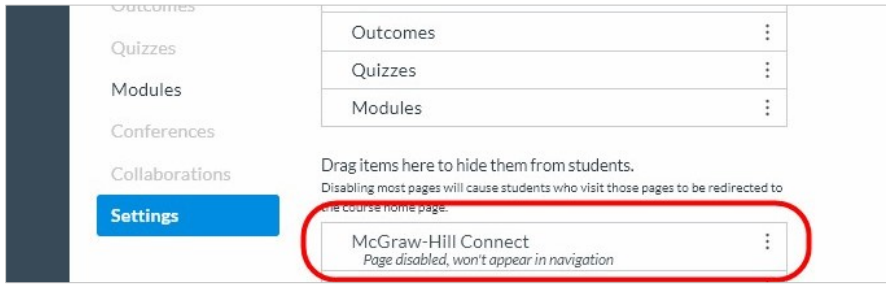 Outcomes
Quizzes
Modules
Conferences
Collaborations
Settings
Outcomes
Quizzes
Modules
Drag items here to hide them from students.
Disabling most pages will cause students who visit those pages to be redirected to
the course home page.
McGraw-Hill Connect
Page disabled, won't appear in navigation